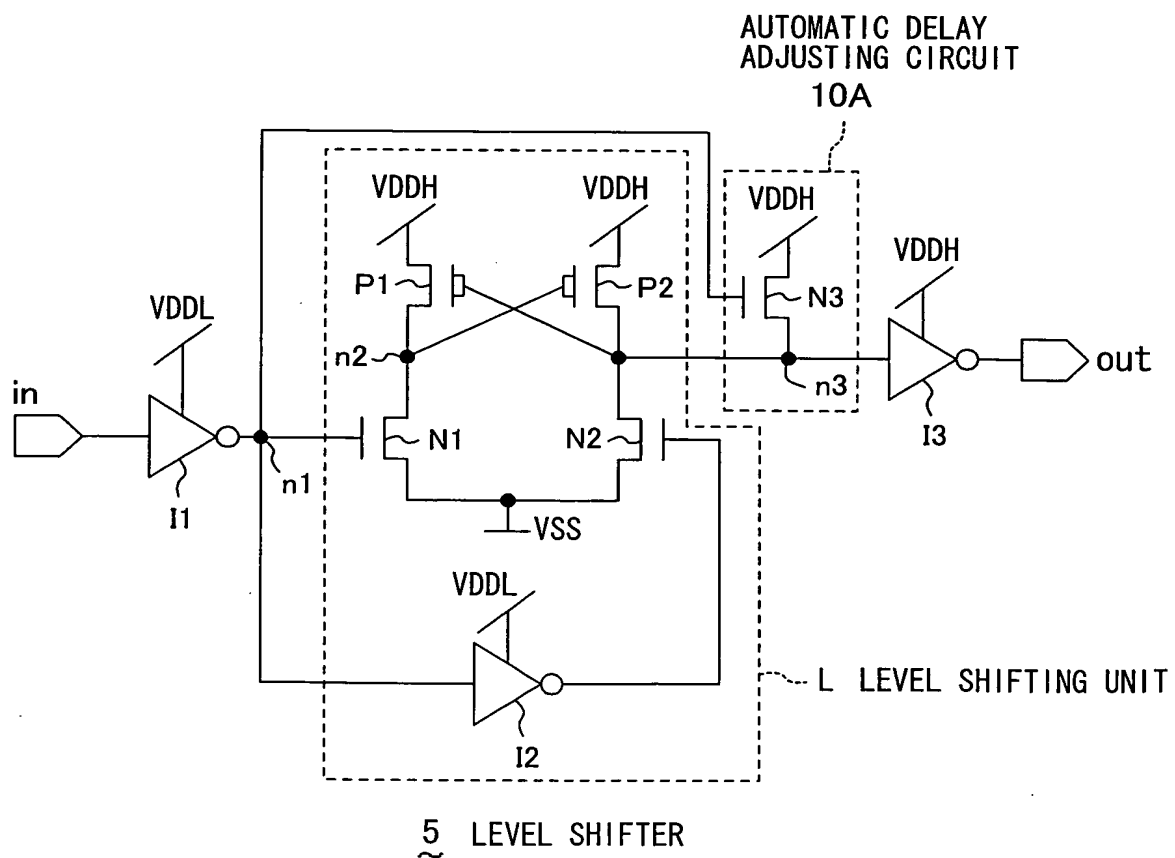 AUTOMATIC DELAY
ADJUSTING CIRCUIT
10A
VDDH
VDDH
VDDH
VDDH
P1
P2
N3
VDDL
n2
n3
out
in
N1
N2
I3
n1
I1
VSS
VDDL
L LEVEL SHIFTING UNIT
I2
5 LEVEL SHIFTER